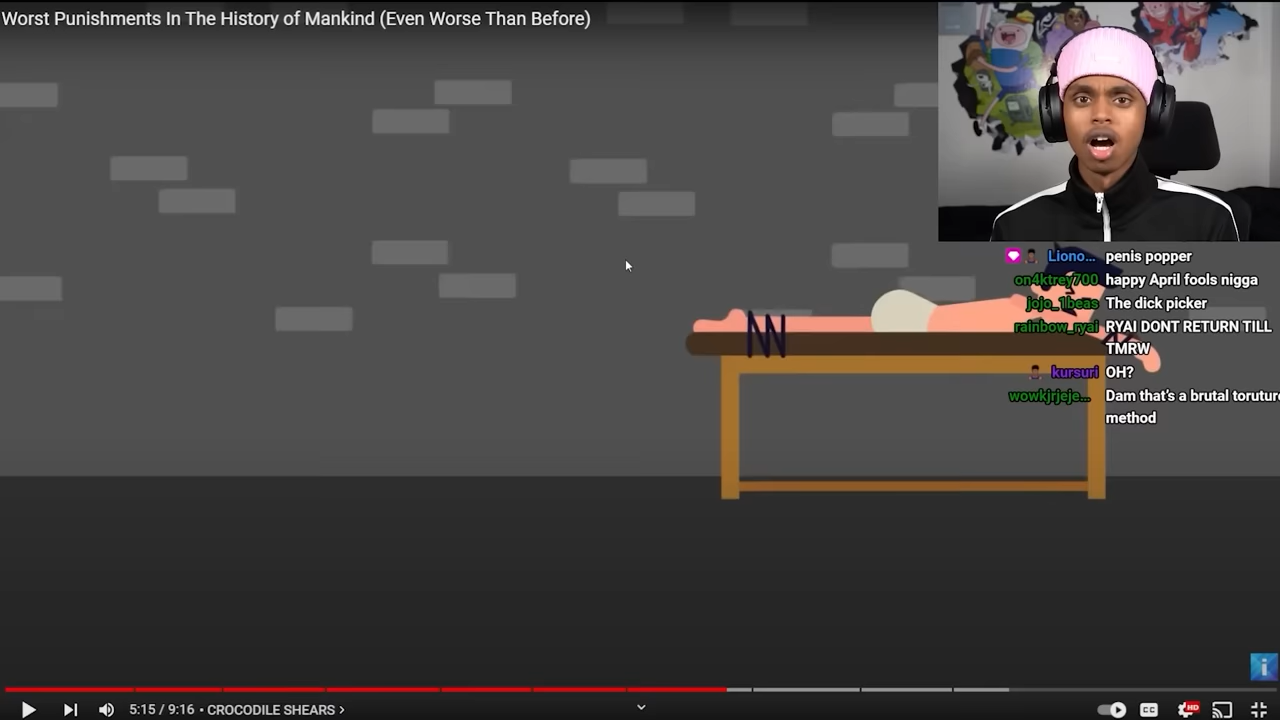 Worst Punishments In The History of Mankind (Even Worse Than Before)
Liono... penis popper
on4ktrey700 happy April fools nigga
jojo_1beas The dick picker
rainbow_ryai RYAI DONT RETURN TILL
TMRW
kursuri OH?
wowkjrjeje... Dam that's a brutal toruture
method
5:15 / 9:16 • CROCODILE SHEARS >
CC
HD